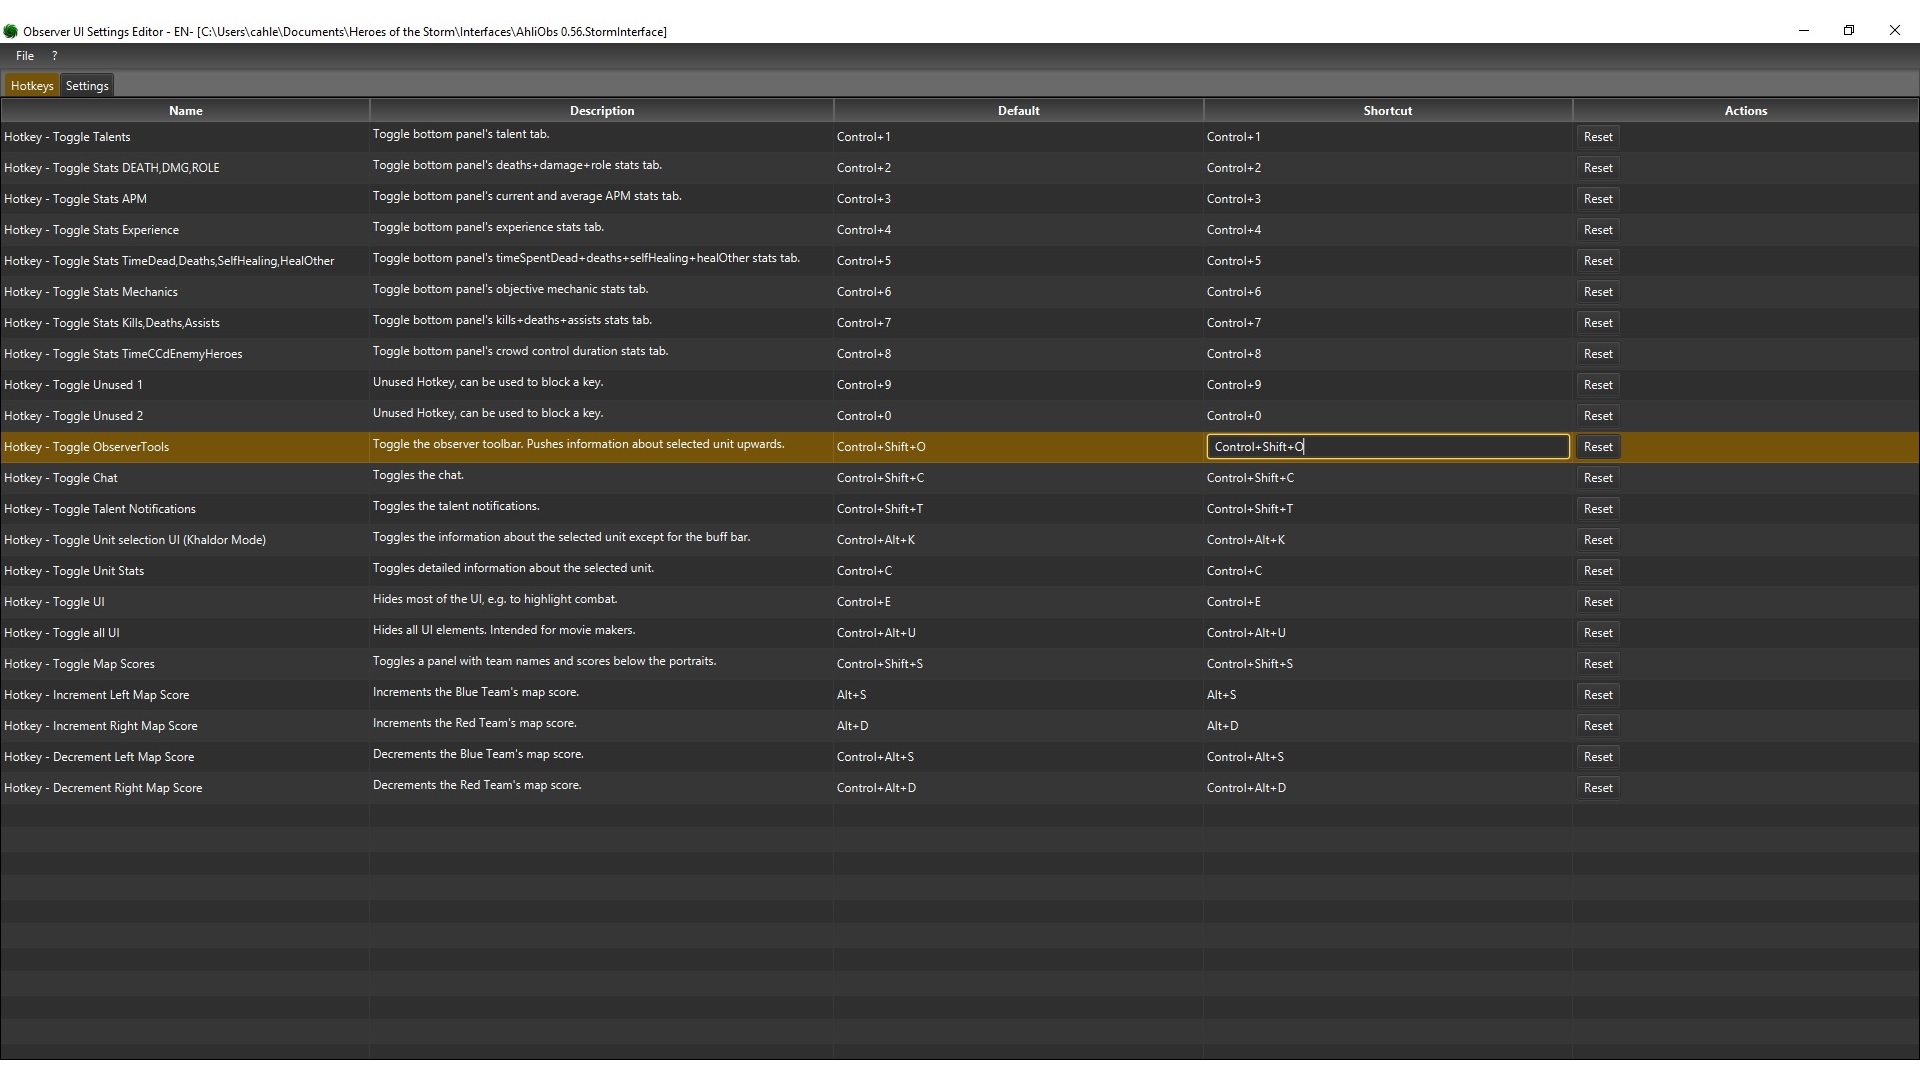 Observer UI Settings Editor - EN- [C:\Users\cahle\Documents\Heroes of the Storm\Interfaces\AhliObs 0.56.StormInterface]
File ?
Hotkeys Settings
Name Description Default Shortcut Actions
Hotkey - Toggle Talents Toggle bottom panel's talent tab. Control+1 Control+1 Reset
Hotkey - Toggle Stats DEATH,DMG,ROLE Toggle bottom panel's deaths+damage+role stats tab. Control+2 Control+2 Reset
Hotkey - Toggle Stats APM Toggle bottom panel's current and average APM stats tab. Control+3 Control+3 Reset
Hotkey - Toggle Stats Experience Toggle bottom panel's experience stats tab. Control+4 Control+4 Reset
Hotkey - Toggle Stats TimeDead,Deaths,SelfHealing,HealOther Toggle bottom panel's timeSpentDead+deaths+selfHealing+healOther stats tab. Control+5 Control+5 Reset
Hotkey - Toggle Stats Mechanics Toggle bottom panel's objective mechanic stats tab. Control+6 Control+6 Reset
Hotkey - Toggle Stats Kills,Deaths,Assists Toggle bottom panel's kills+deaths+assists stats tab. Control+7 Control+7 Reset
Hotkey - Toggle Stats TimeCCdEnemyHeroes Toggle bottom panel's crowd control duration stats tab. Control+8 Control+8 Reset
Hotkey - Toggle Unused 1 Unused Hotkey, can be used to block a key. Control+9 Control+9 Reset
Hotkey - Toggle Unused 2 Unused Hotkey, can be used to block a key. Control+0 Control+0 Reset
Hotkey - Toggle ObserverTools Toggle the observer toolbar. Pushes information about selected unit upwards. Control+Shift+O Control+Shift+O Reset
Hotkey - Toggle Chat Toggles the chat. Control+Shift+C Control+Shift+C Reset
Hotkey - Toggle Talent Notifications Toggles the talent notifications. Control+Shift+T Control+Shift+T Reset
Hotkey - Toggle Unit selection UI (Khaldor Mode) Toggles the information about the selected unit except for the buff bar. Control+Alt+K Control+Alt+K Reset
Hotkey - Toggle Unit Stats Toggles detailed information about the selected unit. Control+C Control+C Reset
Hotkey - Toggle UI Hides most of the UI, e.g. to highlight combat. Control+E Control+E Reset
Hotkey - Toggle all UI Hides all UI elements. Intended for movie makers. Control+Alt+U Control+Alt+U Reset
Hotkey - Toggle Map Scores Toggles a panel with team names and scores below the portraits. Control+Shift+S Control+Shift+S Reset
Hotkey - Increment Left Map Score Increments the Blue Team's map score. Alt+S Alt+S Reset
Hotkey - Increment Right Map Score Increments the Red Team's map score. Alt+D Alt+D Reset
Hotkey - Decrement Left Map Score Decrements the Blue Team's map score. Control+Alt+S Control+Alt+S Reset
Hotkey - Decrement Right Map Score Decrements the Red Team's map score. Control+Alt+D Control+Alt+D Reset